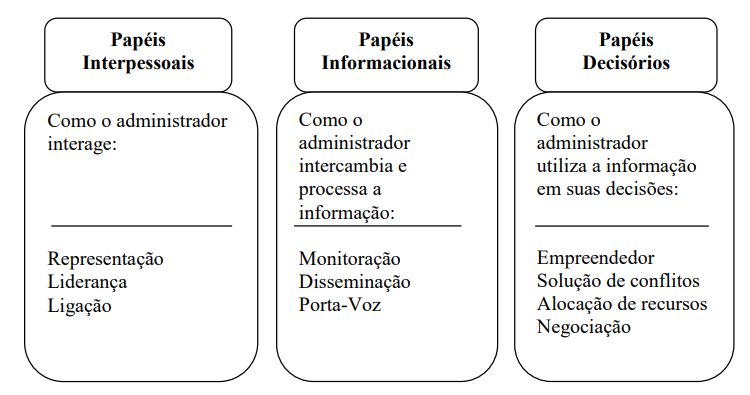 Papéis
Interpessoais
Como o administrador
interage:
Representação
Liderança
Ligação
Papéis
Informacionais
Como o
administrador
intercambia e
processa a
informação:
Monitoração
Disseminação
Porta-Voz
Papéis
Decisórios
Como o
administrador
utiliza a informação
em suas decisões:
Empreendedor
Solução de conflitos
Alocação de recursos
Negociação